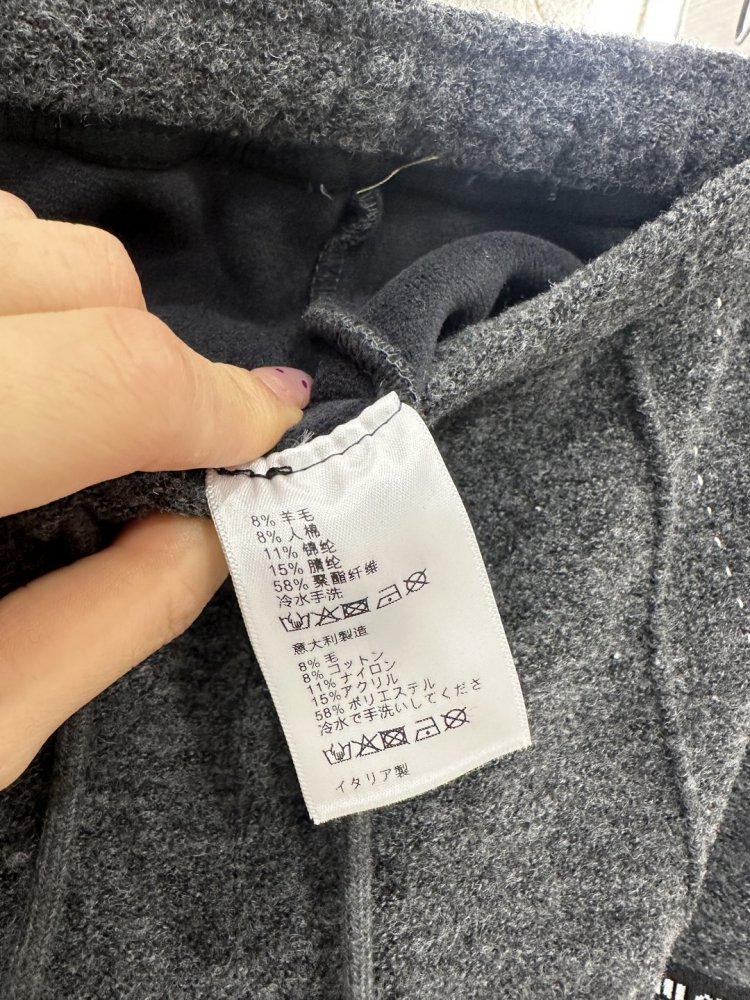 8% 羊毛
8% 人棉
11% 锦纶
15% 腈纶
58% 聚酯纤维
冷水手洗
意大利製造
8% 毛
8% コットン
11% ナイロン
15% アクリル
58% ポリエステル
冷水で手洗いしてくださ
イタリア製